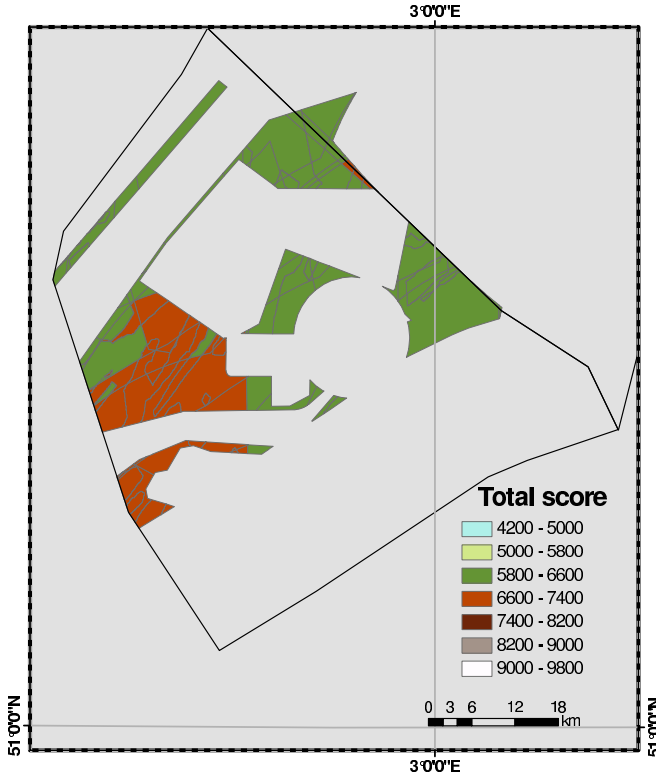 3°0'0"E
Total score
4200 - 5000
5000 - 5800
5800 - 6600
6600 - 7400
7400 - 8200
8200 - 9000
9000 - 9800
0 3 6 12 18
km
51°0'0"N
51°0'0"N
3°0'0"E